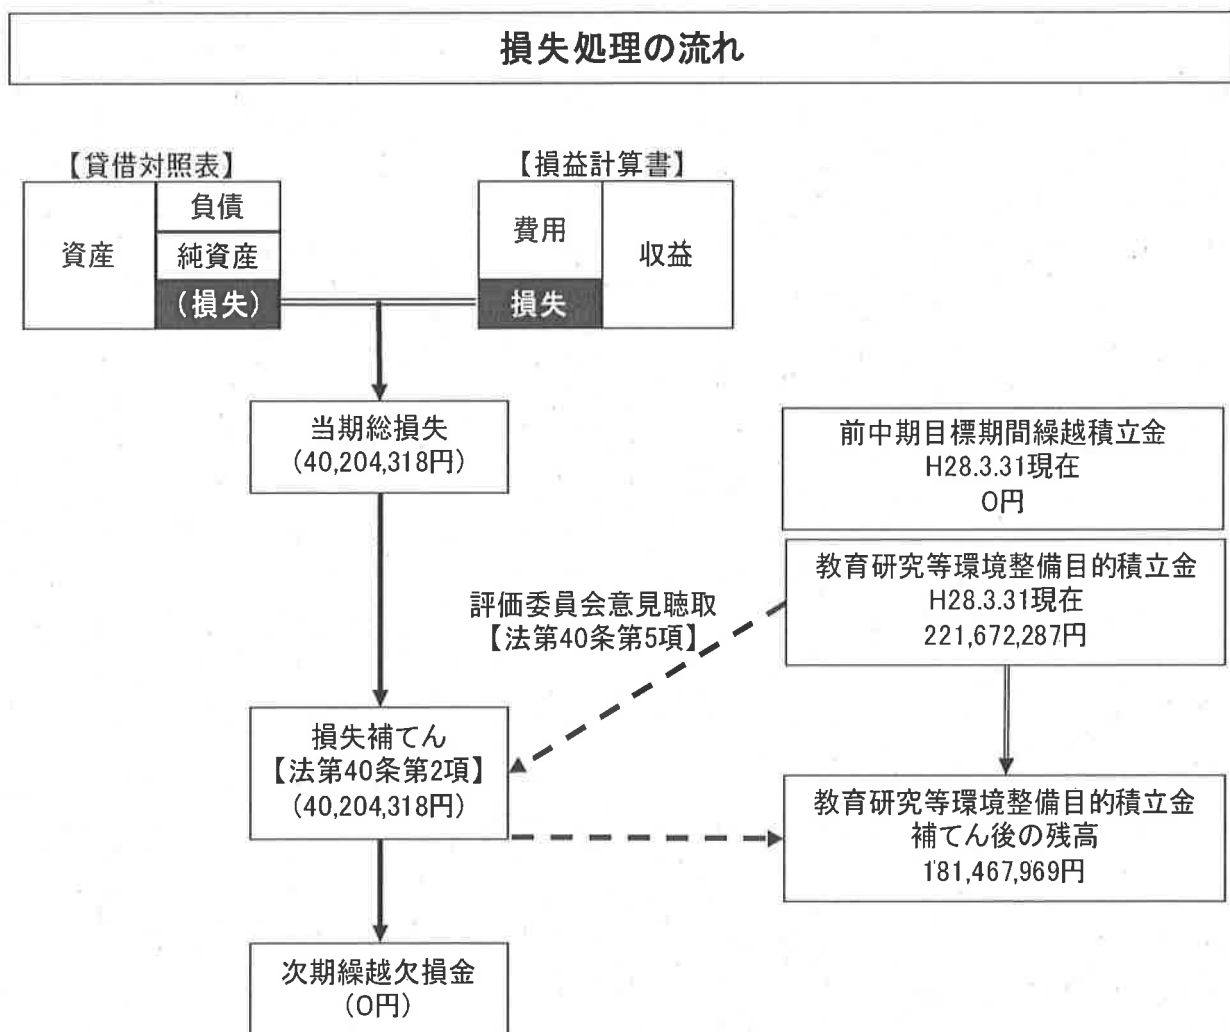 損失処理の流れ
【貸借対照表】
資産
負債
純資産
(損失)
【損益計算書】
費用
損失
収益
当期総損失
(40,204,318円)
前中期目標期間繰越積立金
H28.3.31現在
0円
教育研究等環境整備目的積立金
H28.3.31現在
221,672,287円
評価委員会意見聴取
【法第40条第5項】
損失補てん
【法第40条第2項】
(40,204,318円)
教育研究等環境整備目的積立金
補てん後の残高
181,467,969円
次期繰越欠損金
(0円)